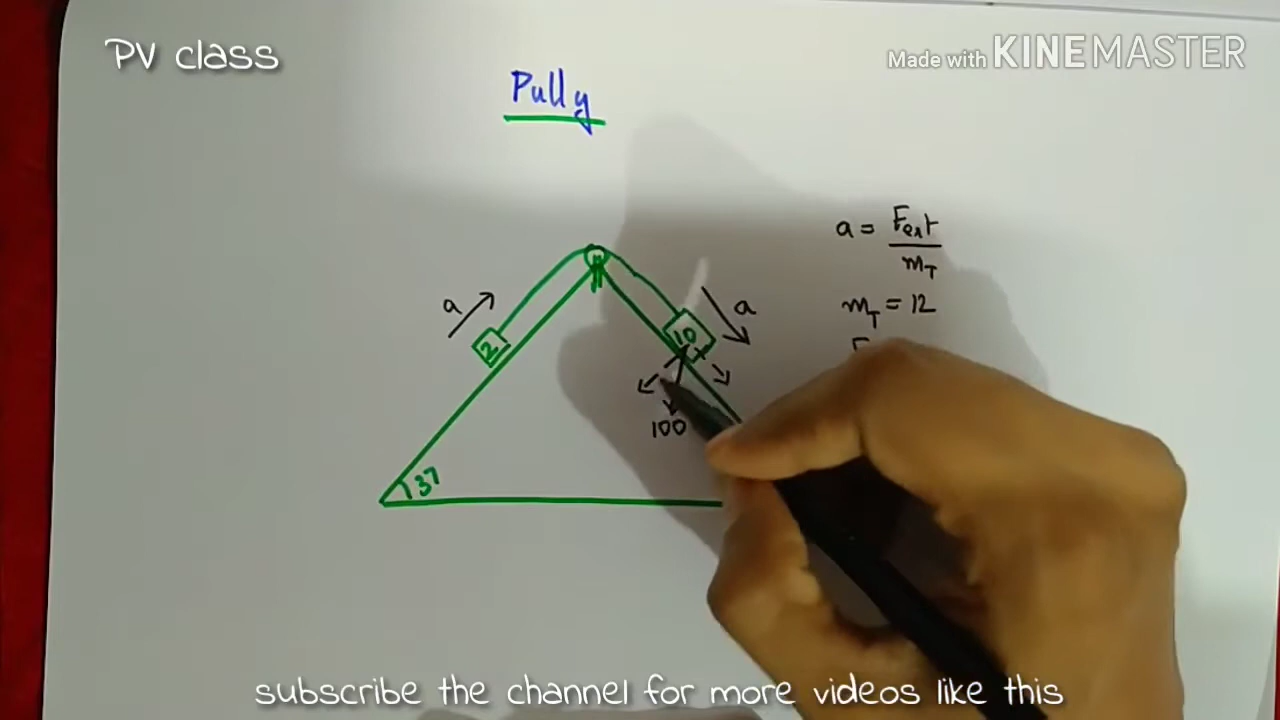 PV class
Made with KINEMASTER
Pully
a = Fext
mT
mT = 12
F
a
a
2
10
100
37
subscribe the channel for more videos like this